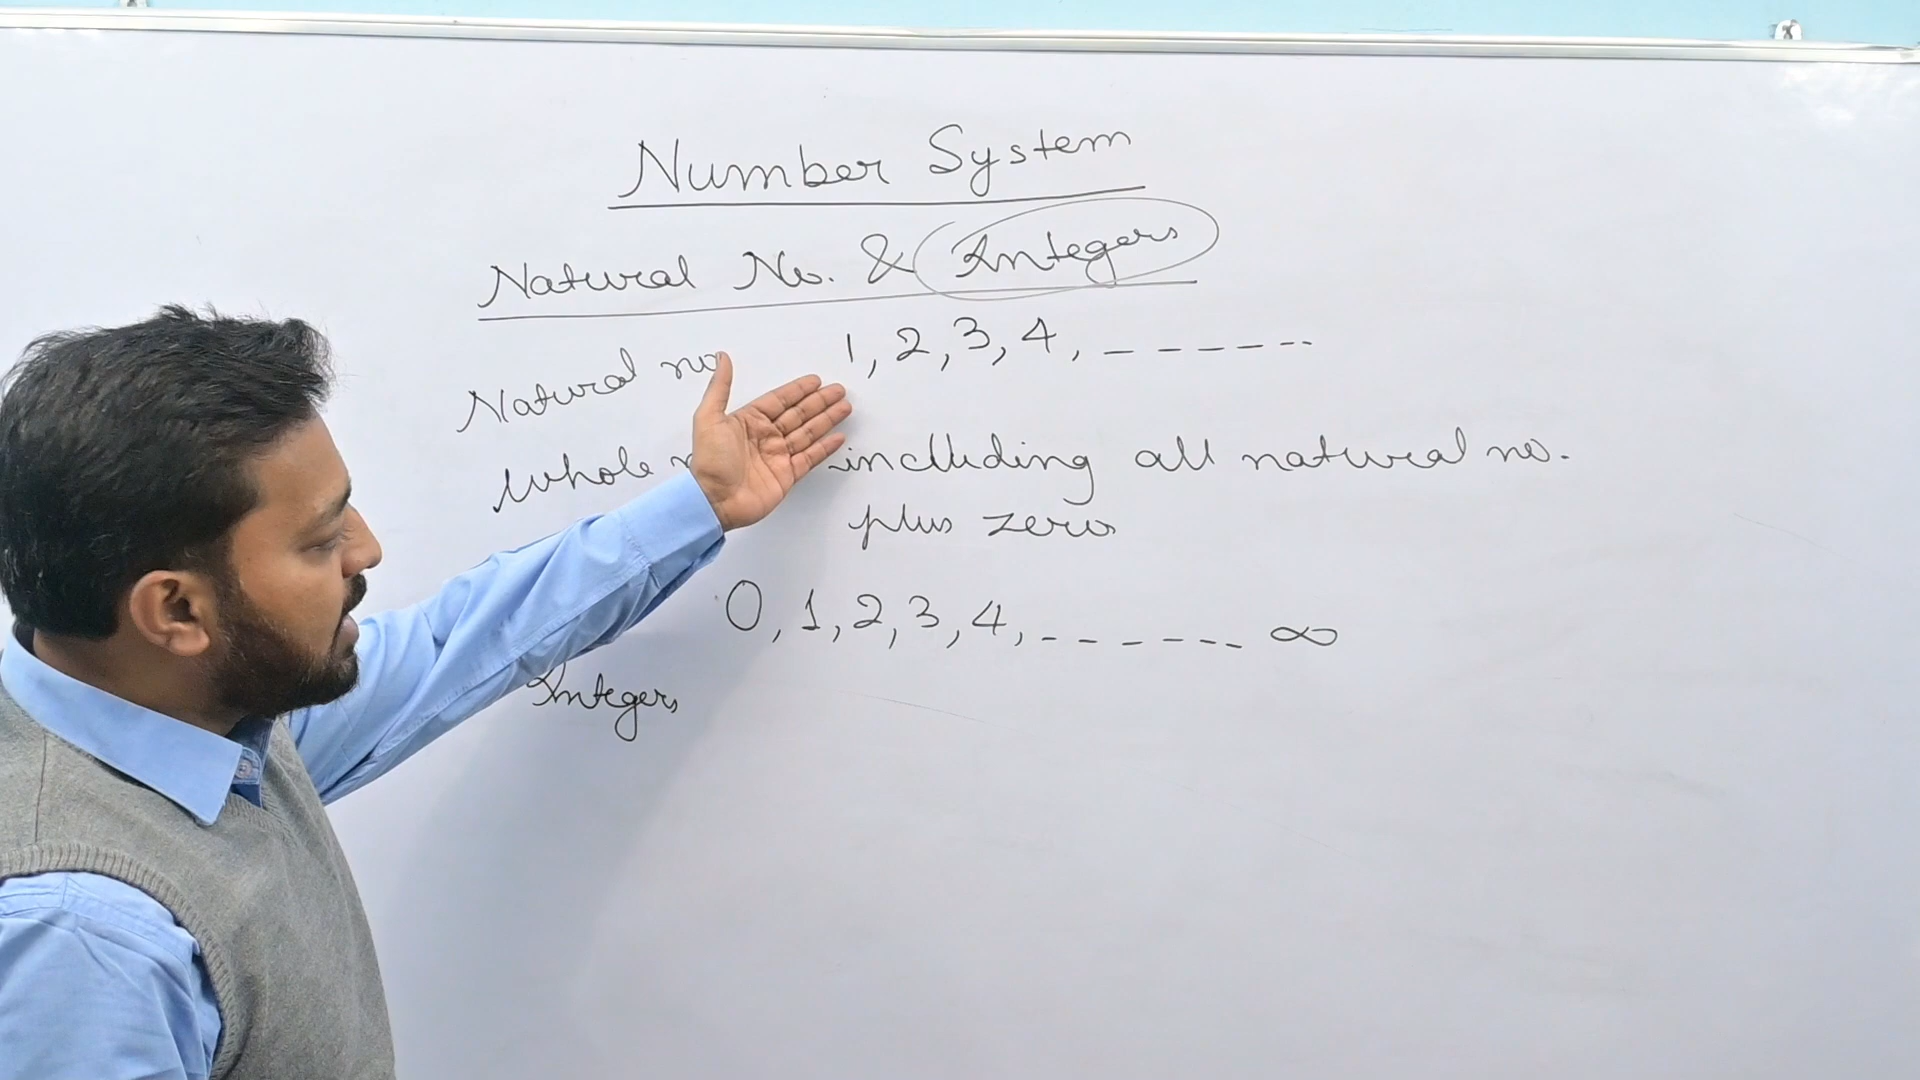 Number System
Natural No. & Integers
Natural no 1, 2, 3, 4, _ _ _ _ _ _
whole including all natural no.
plus zero
0, 1, 2, 3, 4, _ _ _ _ _ _ ∞
Integers